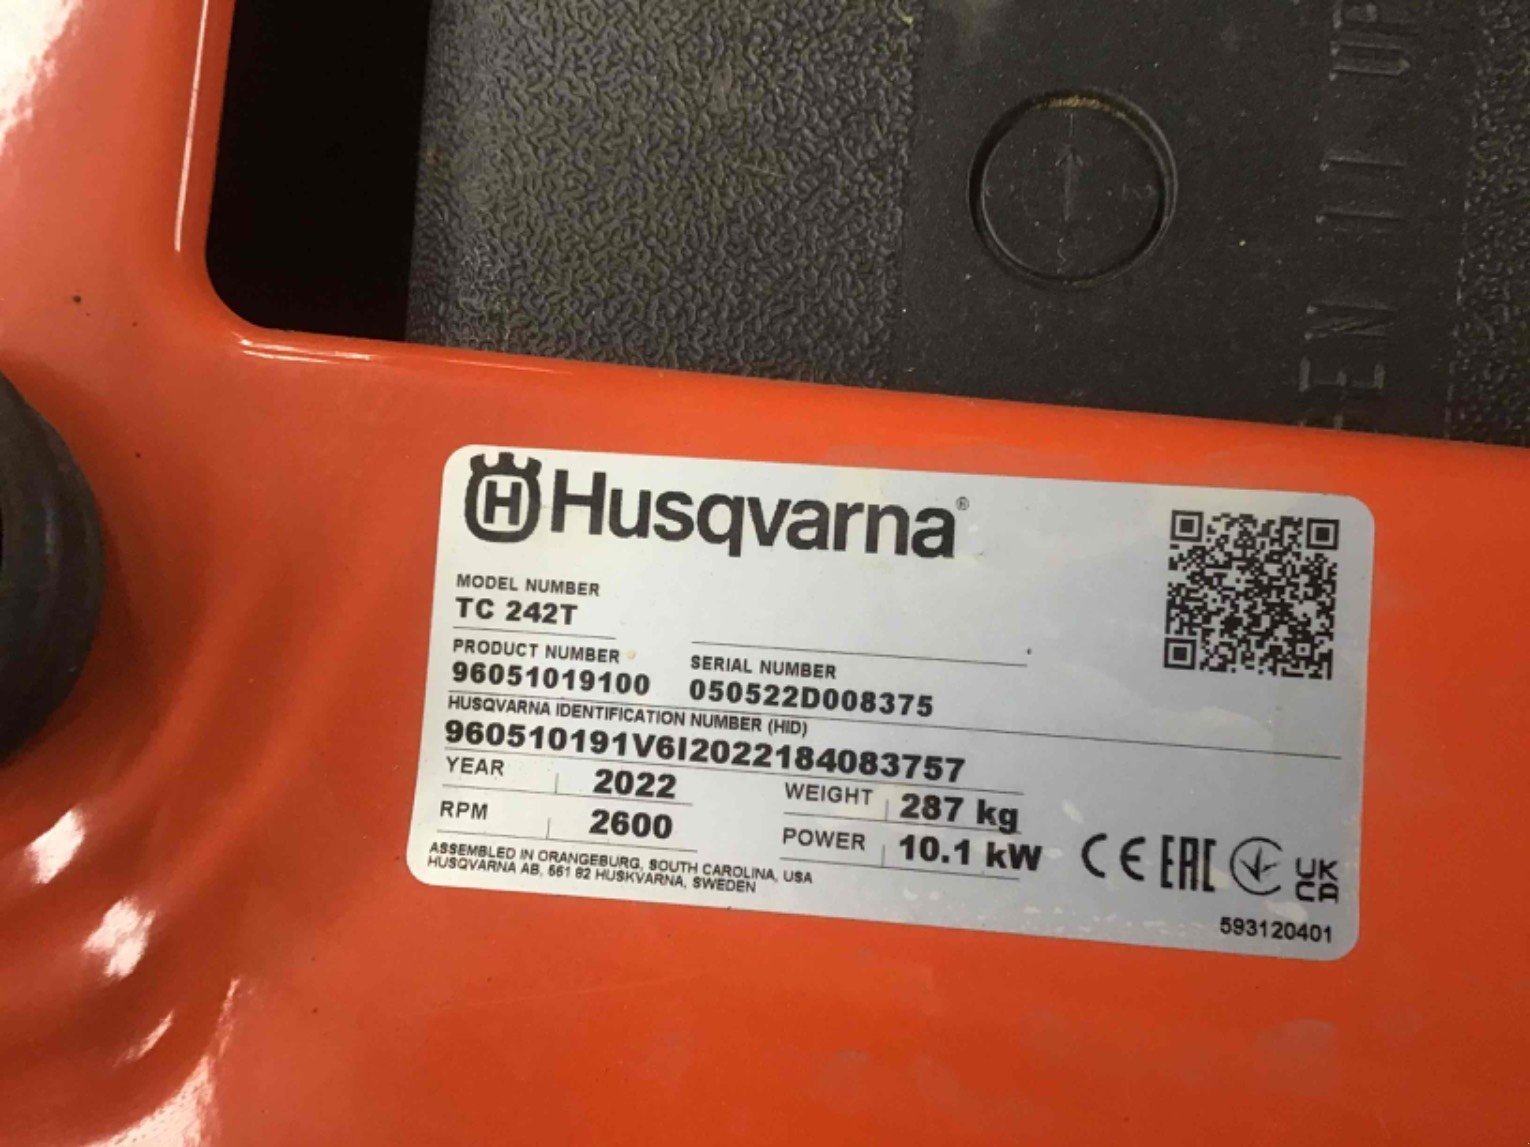 Husqvarna®
MODEL NUMBER
TC 242T
PRODUCT NUMBER SERIAL NUMBER
96051019100 050522D008375
HUSQVARNA IDENTIFICATION NUMBER (HID)
960510191V6I2022184083757
YEAR 2022 WEIGHT 287 kg
RPM 2600 POWER 10.1 kW
ASSEMBLED IN ORANGEBURG, SOUTH CAROLINA, USA
HUSQVARNA AB, 561 82 HUSKVARNA, SWEDEN
CE EAC UK
CA
593120401